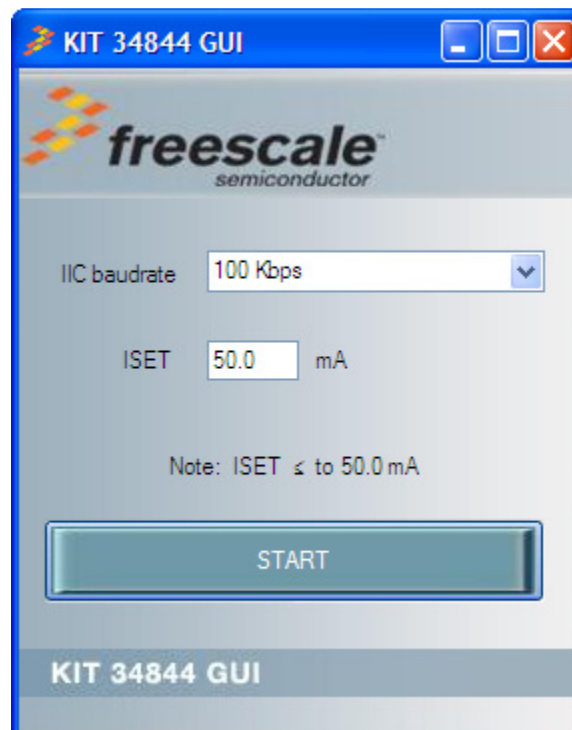 KIT 34844 GUI
freescale™
semiconductor
IIC baudrate 100 Kbps
ISET 50.0 mA
Note: ISET ≤ to 50.0 mA
START
KIT 34844 GUI